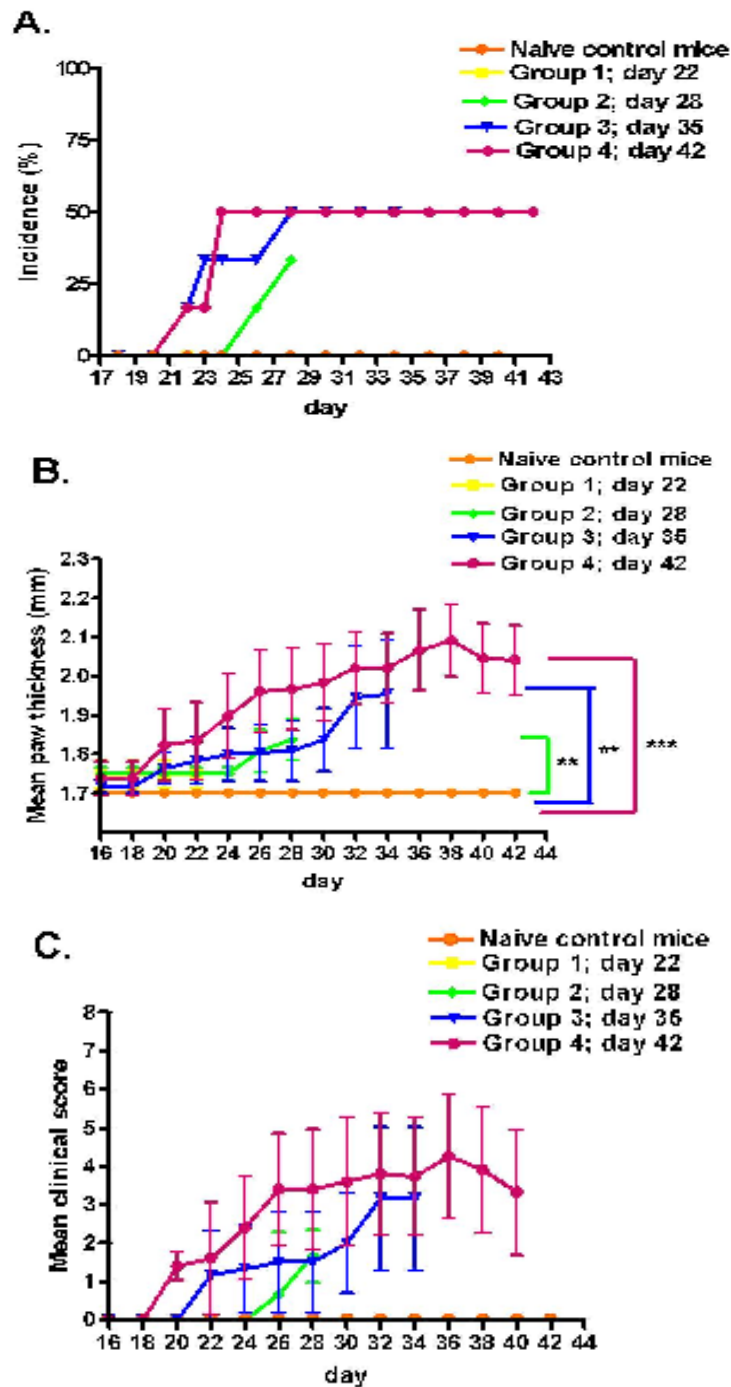 A.
Naive control mice
Group 1; day 22
Group 2; day 28
Group 3; day 35
Group 4; day 42
Incidence (%)
100
75
50
25
0
17 19 21 23 25 27 29 31 33 35 37 39 41 43
day
B.
Naive control mice
Group 1; day 22
Group 2; day 28
Group 3; day 35
Group 4; day 42
Mean paw thickness (mm)
2.3
2.2
2.1
2.0
1.9
1.8
1.7
** ** ***
16 18 20 22 24 26 28 30 32 34 36 38 40 42 44
day
C.
Naive control mice
Group 1; day 22
Group 2; day 28
Group 3; day 35
Group 4; day 42
Mean clinical score
8
7
6
5
4
3
2
1
0
16 18 20 22 24 26 28 30 32 34 36 38 40 42 44
day